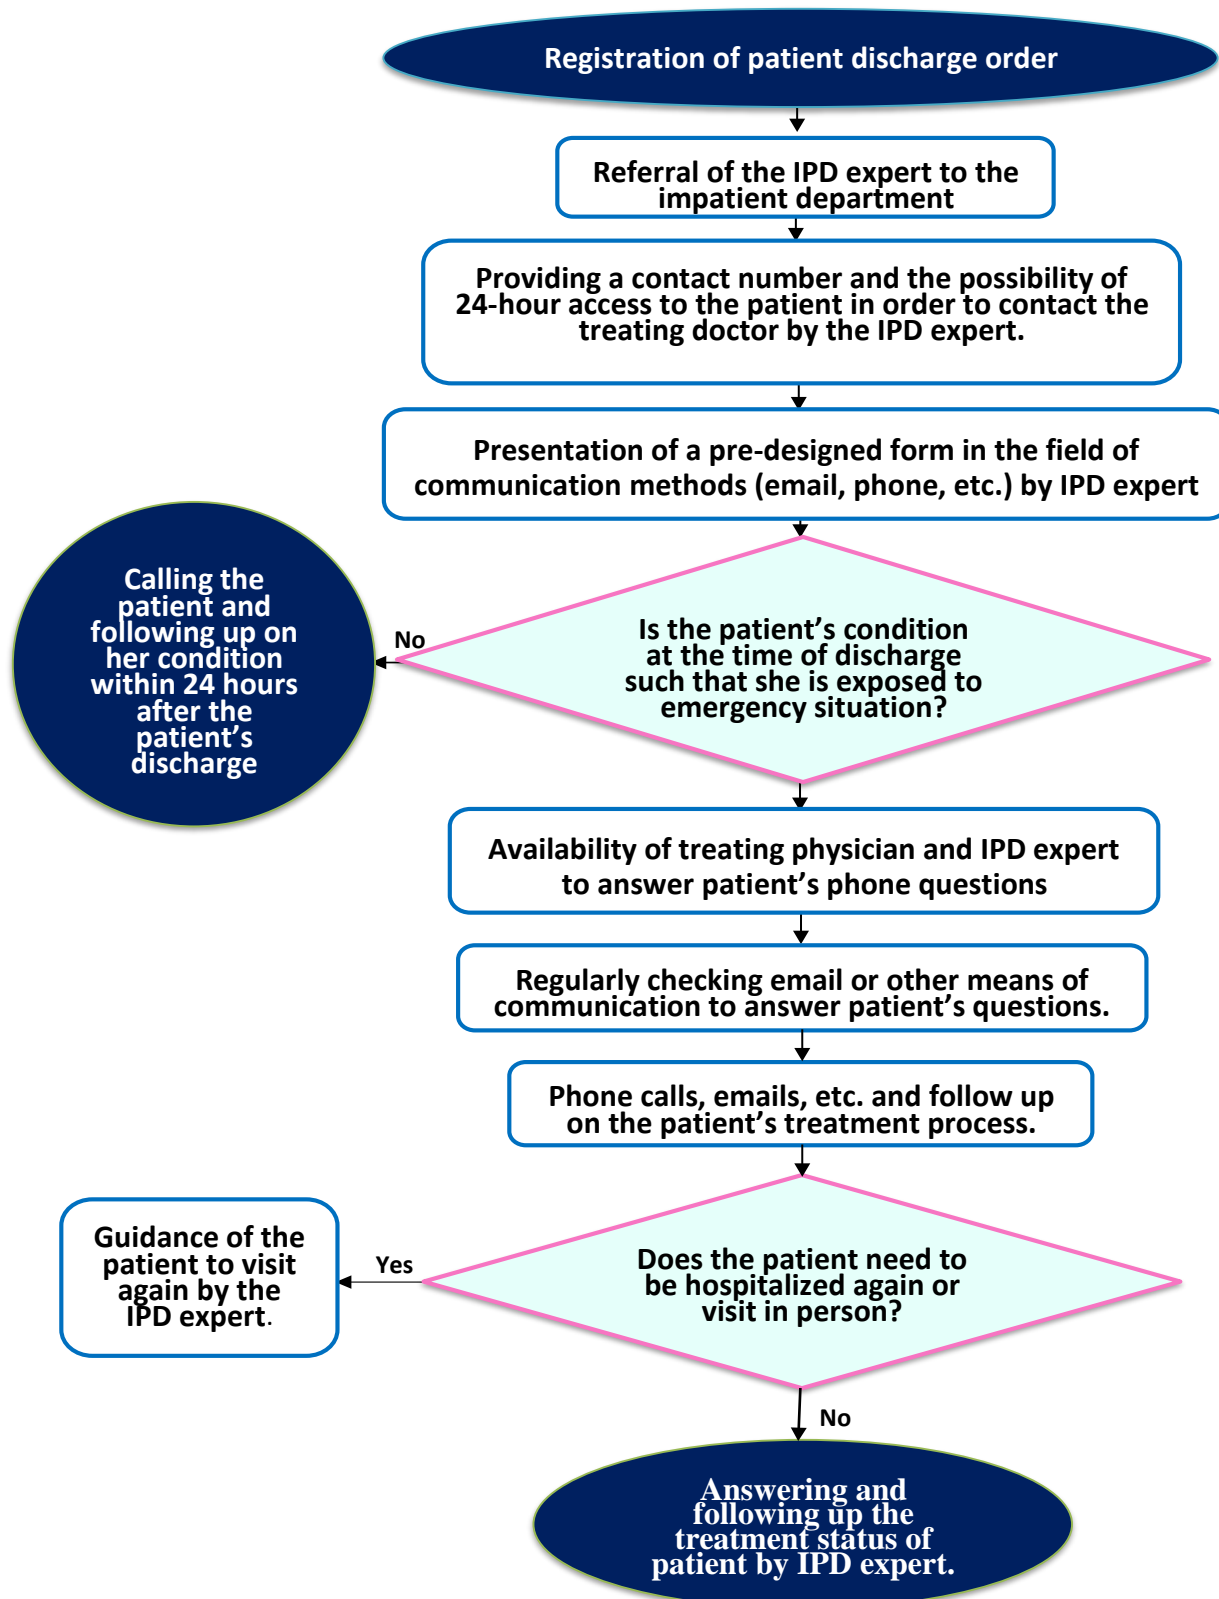 Registration of patient discharge order
Referral of the IPD expert to the
impatient department
Providing a contact number and the possibility of
24-hour access to the patient in order to contact the
treating doctor by the IPD expert.
Presentation of a pre-designed form in the field of
communication methods (email, phone, etc.) by IPD expert
Calling the
patient and
following up on
her condition
within 24 hours
after the
patient’s
discharge
No
Is the patient’s condition
at the time of discharge
such that she is exposed to
emergency situation?
Availability of treating physician and IPD expert
to answer patient’s phone questions
Regularly checking email or other means of
communication to answer patient’s questions.
Phone calls, emails, etc. and follow up
on the patient’s treatment process.
Guidance of the
patient to visit
again by the
IPD expert.
Yes
Does the patient need to
be hospitalized again or
visit in person?
No
Answering and
following up the
treatment status of
patient by IPD expert.